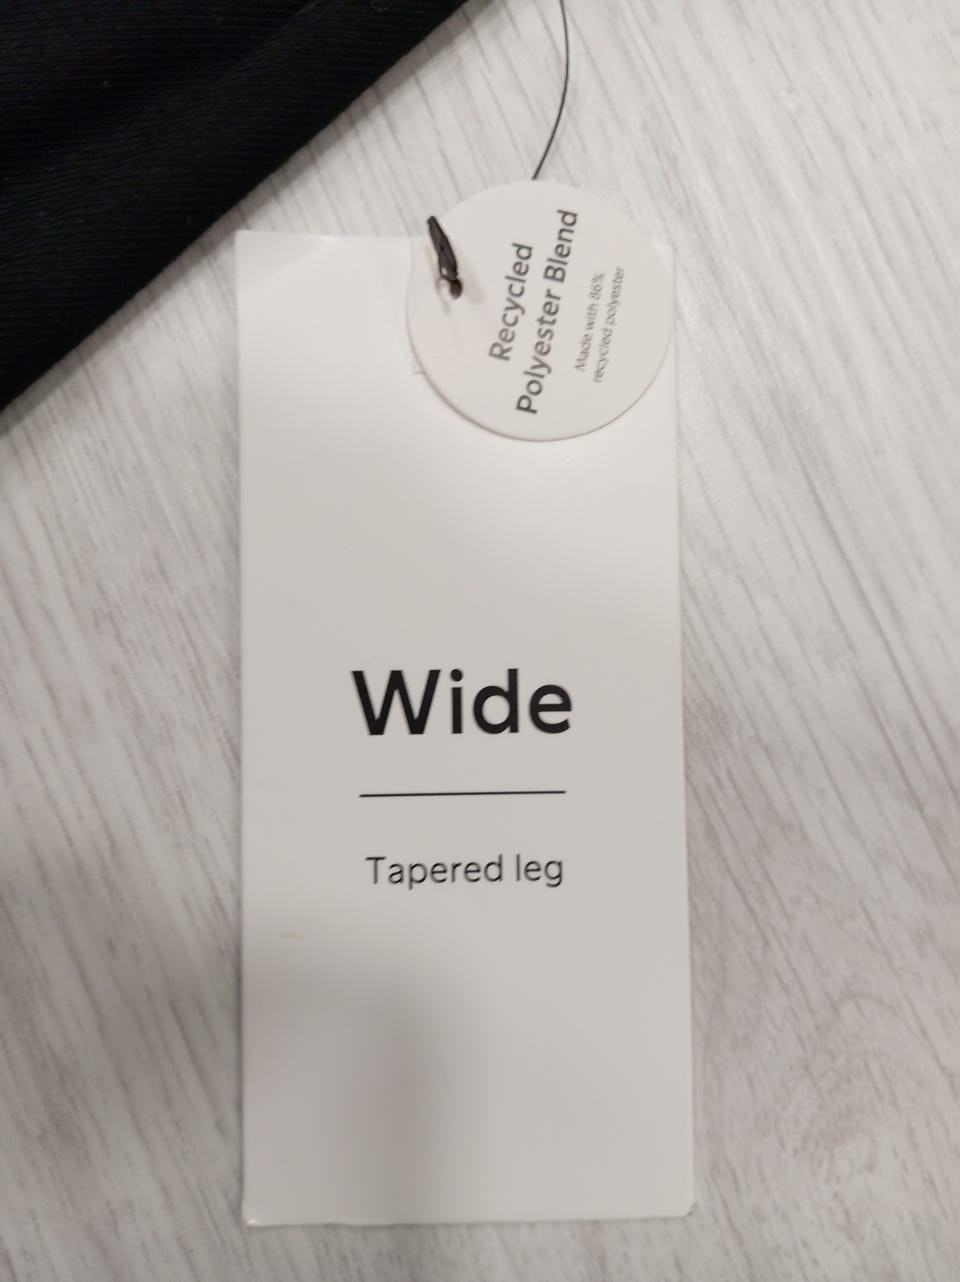 Recycled
Polyester Blend
Made with 86%
recycled polyester
Wide
Tapered leg